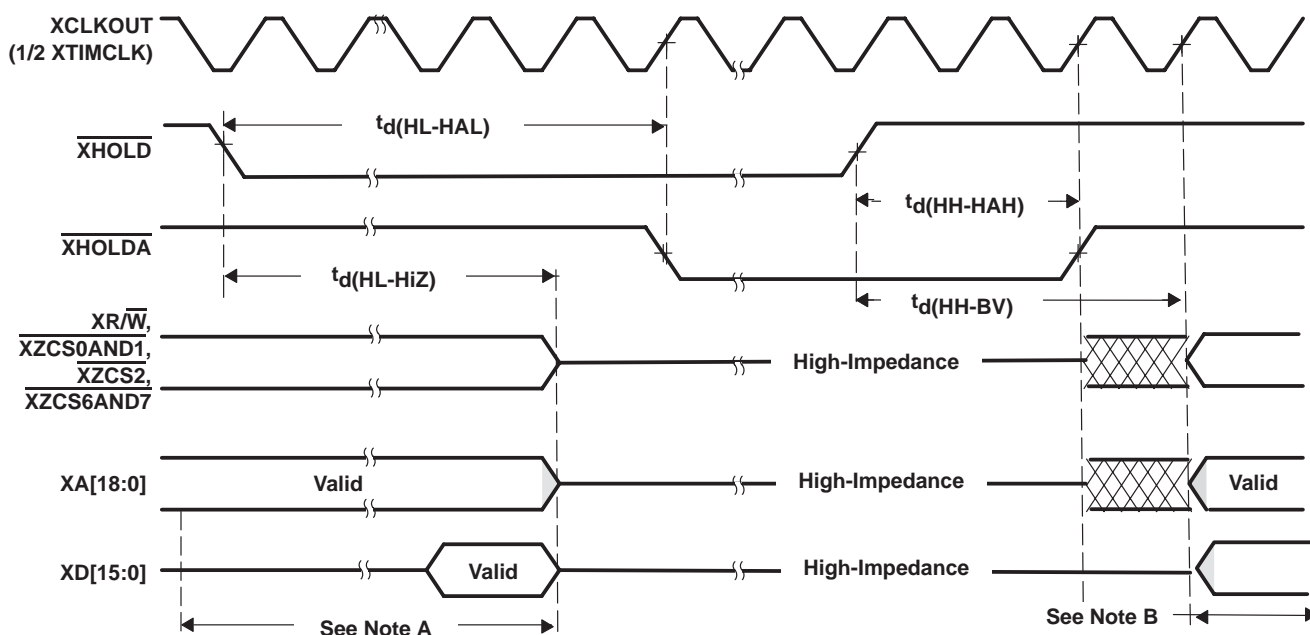 XCLKOUT
(1/2 XTIMCLK)
td(HL-HAL)
XHOLD
td(HH-HAH)
XHOLDA
td(HL-HiZ)
td(HH-BV)
XR/W,
XZCS0AND1,
XZCS2,
XZCS6AND7
High-Impedance
XA[18:0]
Valid
High-Impedance
Valid
XD[15:0]
Valid
High-Impedance
See Note A
See Note B